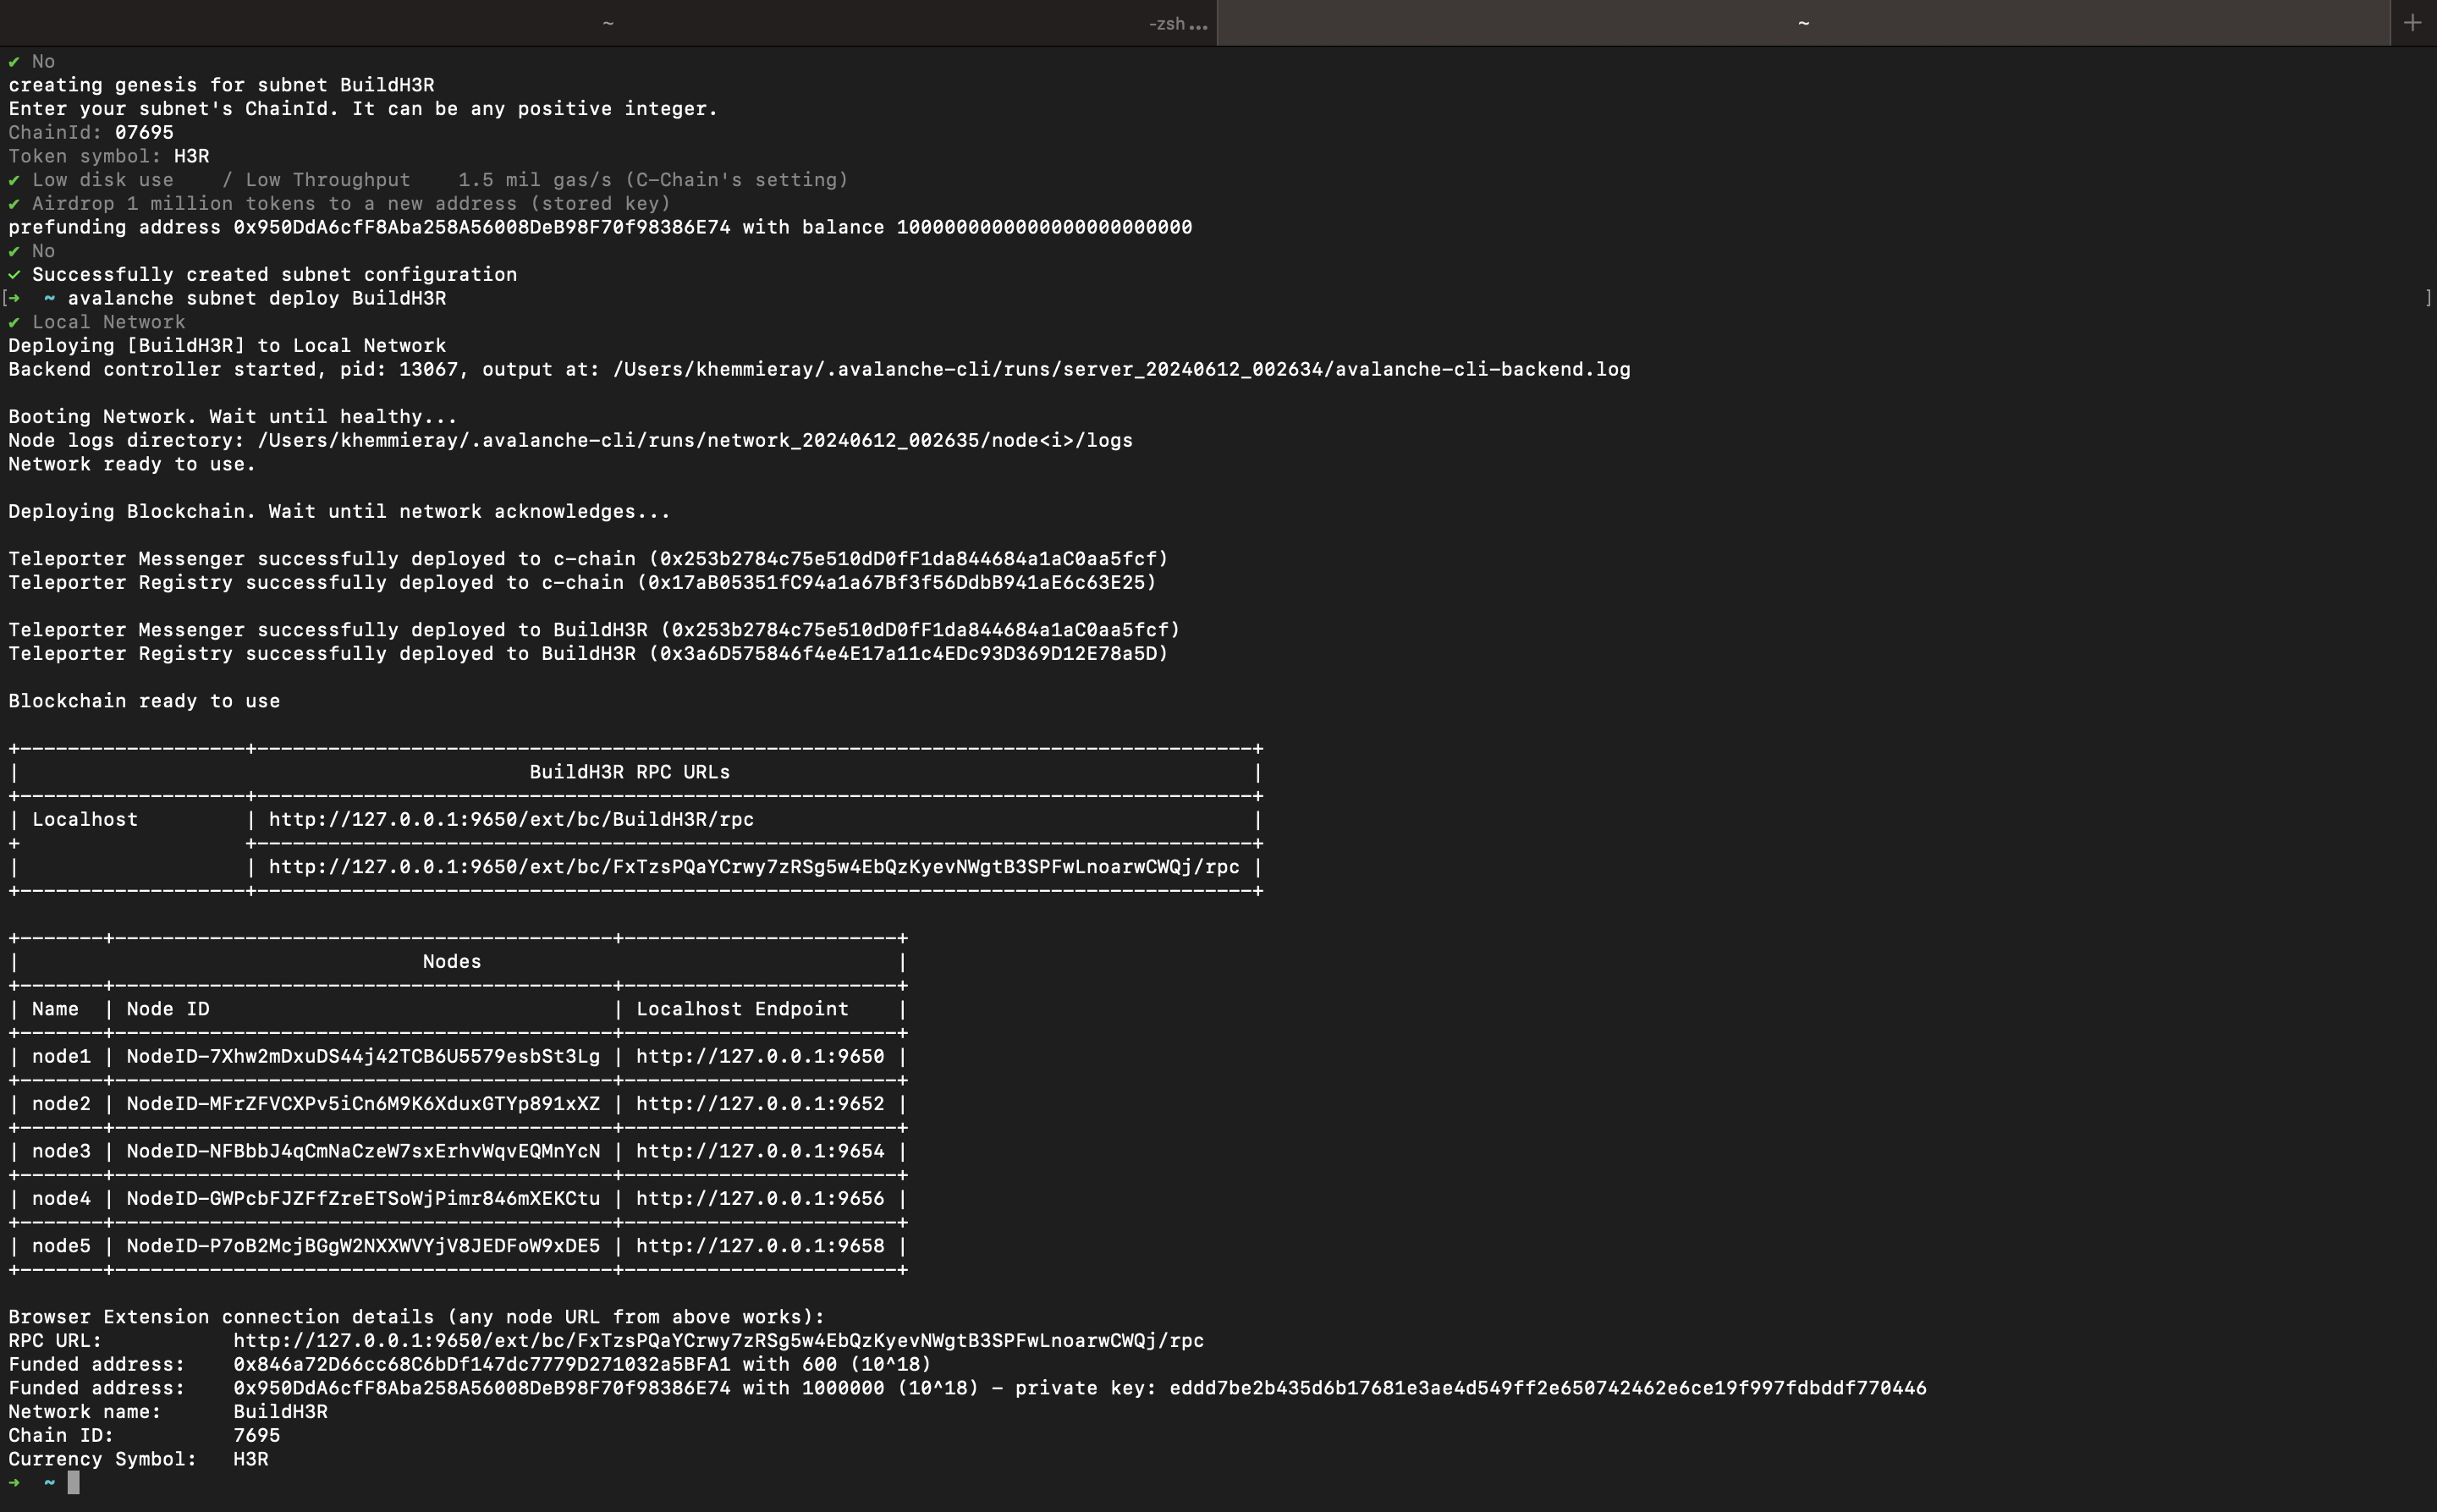 ~
-zsh...
~
+
✔ No
creating genesis for subnet BuildH3R
Enter your subnet's ChainId. It can be any positive integer.
ChainId: 07695
Token symbol: H3R
✔ Low disk use    / Low Throughput    1.5 mil gas/s (C-Chain's setting)
✔ Airdrop 1 million tokens to a new address (stored key)
prefunding address 0x950DdA6cfF8Aba258A56008DeB98F70f98386E74 with balance 1000000000000000000000000
✔ No
✓ Successfully created subnet configuration
[➜  ~ avalanche subnet deploy BuildH3R ]
✔ Local Network
Deploying [BuildH3R] to Local Network
Backend controller started, pid: 13067, output at: /Users/khemmieray/.avalanche-cli/runs/server_20240612_002634/avalanche-cli-backend.log
Booting Network. Wait until healthy...
Node logs directory: /Users/khemmieray/.avalanche-cli/runs/network_20240612_002635/node<i>/logs
Network ready to use.
Deploying Blockchain. Wait until network acknowledges...
Teleporter Messenger successfully deployed to c-chain (0x253b2784c75e510dD0fF1da844684a1aC0aa5fcf)
Teleporter Registry successfully deployed to c-chain (0x17aB05351fC94a1a67Bf3f56DdbB941aE6c63E25)
Teleporter Messenger successfully deployed to BuildH3R (0x253b2784c75e510dD0fF1da844684a1aC0aa5fcf)
Teleporter Registry successfully deployed to BuildH3R (0x3a6D575846f4e4E17a11c4EDc93D369D12E78a5D)
Blockchain ready to use
BuildH3R RPC URLs
| Localhost | http://127.0.0.1:9650/ext/bc/BuildH3R/rpc |
| | http://127.0.0.1:9650/ext/bc/FxTzsPQaYCrwy7zRSg5w4EbQzKyevNWgtB3SPFwLnoarwCWQj/rpc |
Nodes
| Name | Node ID | Localhost Endpoint |
| node1 | NodeID-7Xhw2mDxuDS44j42TCB6U5579esbSt3Lg | http://127.0.0.1:9650 |
| node2 | NodeID-MFrZFVCXPv5iCn6M9K6XduxGTYp891xXZ | http://127.0.0.1:9652 |
| node3 | NodeID-NFBbbJ4qCmNaCzeW7sxErhvWqvEQMnYcN | http://127.0.0.1:9654 |
| node4 | NodeID-GWPcbFJZFfZreETSoWjPimr846mXEKCtu | http://127.0.0.1:9656 |
| node5 | NodeID-P7oB2McjBGgW2NXXWVYjV8JEDFoW9xDE5 | http://127.0.0.1:9658 |
Browser Extension connection details (any node URL from above works):
RPC URL:           http://127.0.0.1:9650/ext/bc/FxTzsPQaYCrwy7zRSg5w4EbQzKyevNWgtB3SPFwLnoarwCWQj/rpc
Funded address:    0x846a72D66cc68C6bDf147dc7779D271032a5BFA1 with 600 (10^18)
Funded address:    0x950DdA6cfF8Aba258A56008DeB98F70f98386E74 with 1000000 (10^18) - private key: eddd7be2b435d6b17681e3ae4d549ff2e650742462e6ce19f997fdbddf770446
Network name:      BuildH3R
Chain ID:          7695
Currency Symbol:   H3R
➜  ~